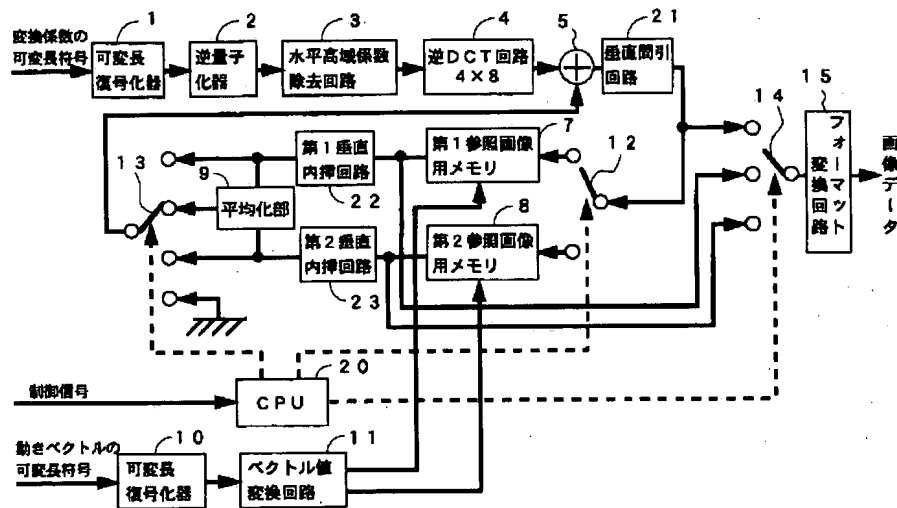 変換係数の
可変長符号
1
可変長
復号化器
2
逆量子
化器
3
水平高域係数
除去回路
4
逆DCT回路
4×8
5
21
垂直間引
回路
13
9
平均化部
第1垂直
内挿回路
22
第2垂直
内挿回路
23
7
第1参照画像
用メモリ
8
第2参照画像
用メモリ
12
14
15
フォーマット
変換回路
画像データ
制御信号
20
CPU
動きベクトルの
可変長符号
10
可変長
復号化器
11
ベクトル値
変換回路